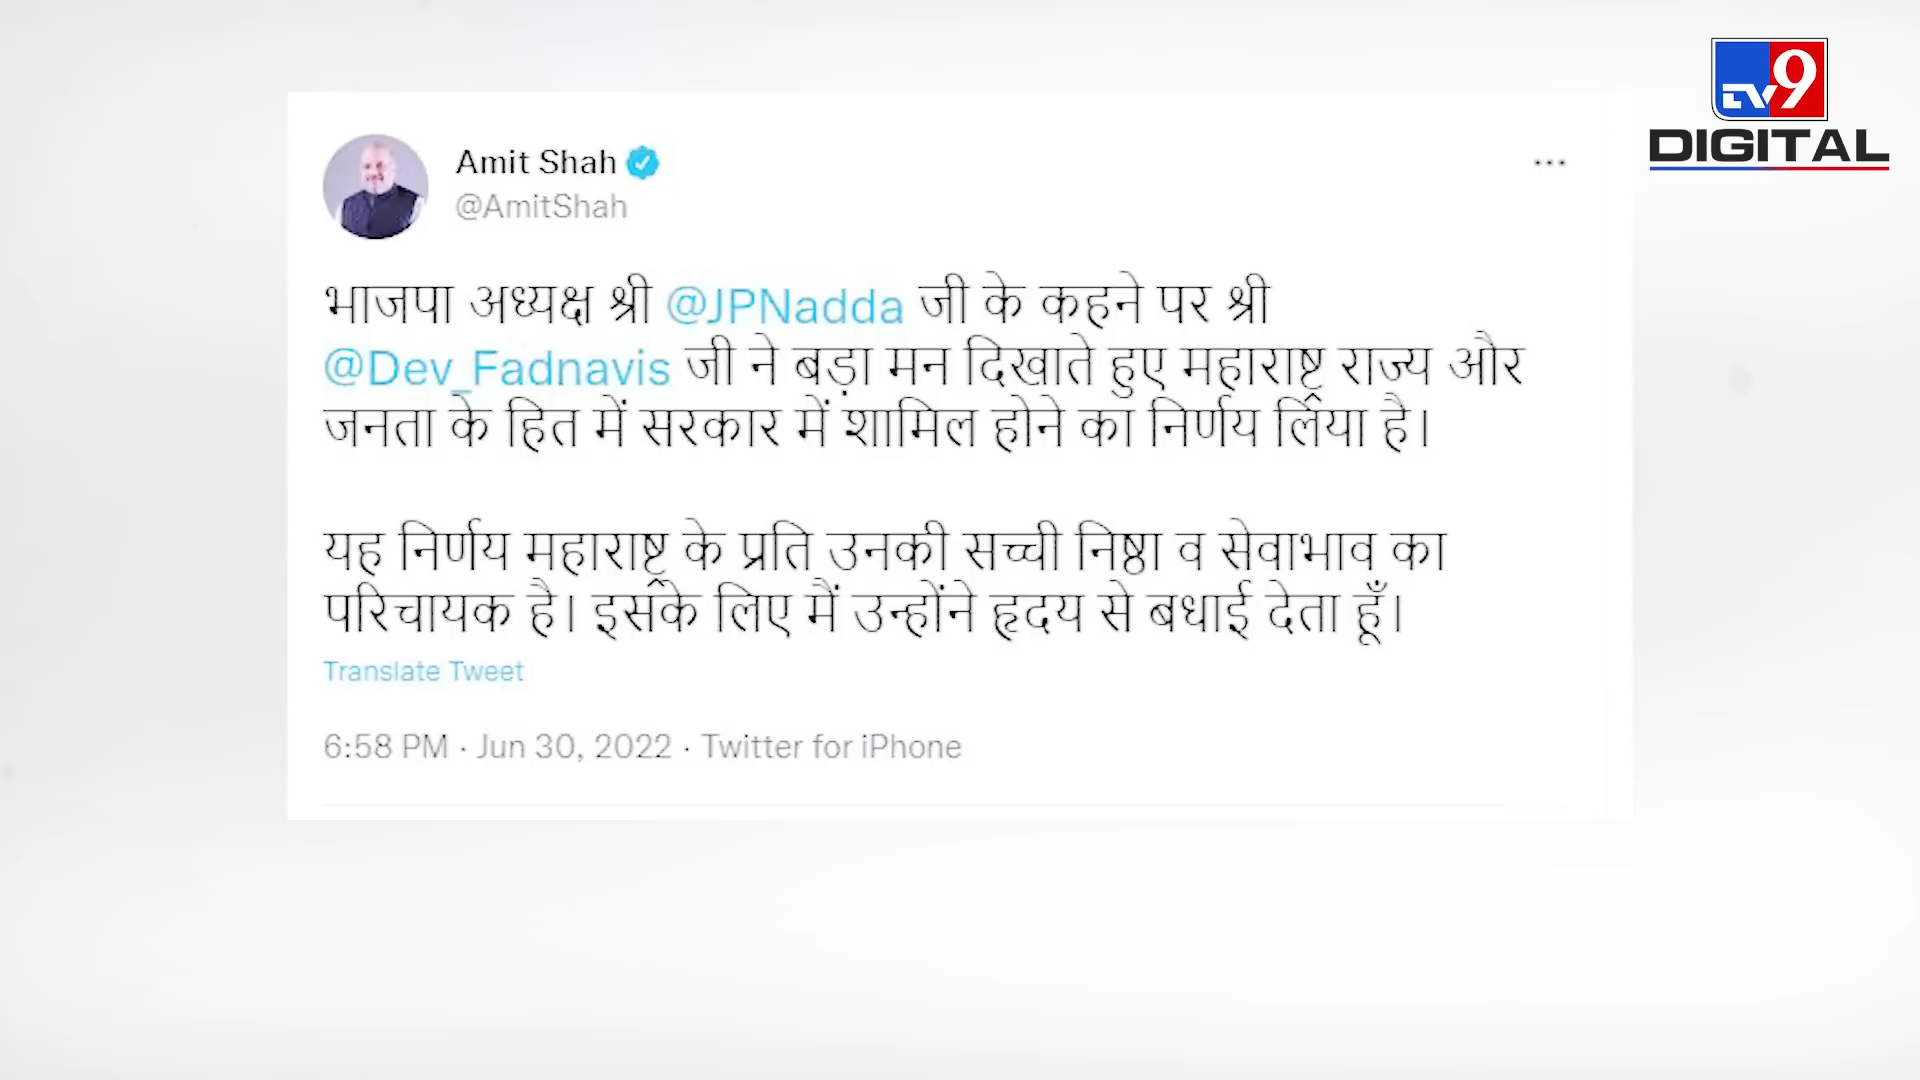 TV9
DIGITAL
Amit Shah
@AmitShah
भाजपा अध्यक्ष श्री @JPNadda जी के कहने पर श्री
@Dev_Fadnavis जी ने बड़ा मन दिखाते हुए महाराष्ट्र राज्य और
जनता के हित में सरकार में शामिल होने का निर्णय लिया है।
यह निर्णय महाराष्ट्र के प्रति उनकी सच्ची निष्ठा व सेवाभाव का
परिचायक है। इसके लिए मैं उन्होंने हृदय से बधाई देता हूँ।
Translate Tweet
6:58 PM · Jun 30, 2022 · Twitter for iPhone